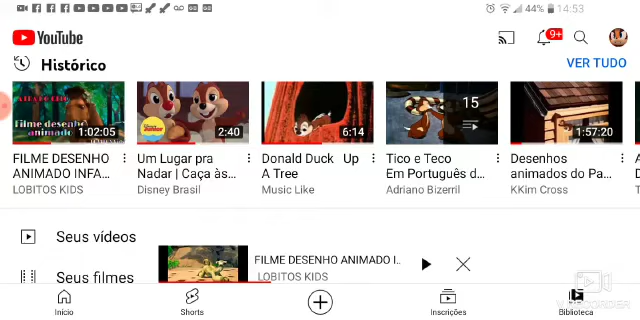 44% 14:53
YouTube
9+
Histórico
VER TUDO
1:02:05
2:40
6:14
15
1:57:20
FILME DESENHO
ANIMADO INFA...
LOBITOS KIDS
Um Lugar pra
Nadar | Caça às...
Disney Brasil
Donald Duck Up
A Tree
Music Like
Tico e Teco
Em Português d...
Adriano Bizerril
Desenhos
animados do Pa...
KKim Cross
Seus vídeos
FILME DESENHO ANIMADO I...
LOBITOS KIDS
Seus filmes
Início
Shorts
Inscrições
Biblioteca